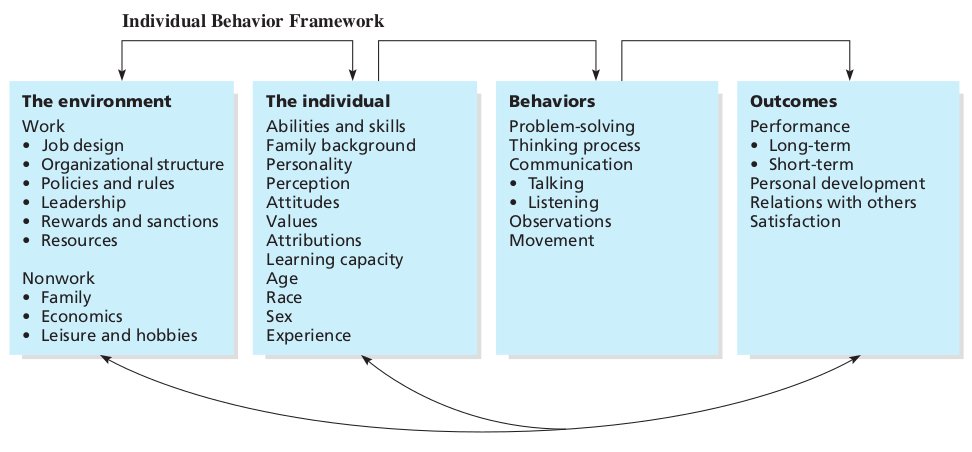 Individual Behavior Framework
The environment
Work
• Job design
• Organizational structure
• Policies and rules
• Leadership
• Rewards and sanctions
• Resources
Nonwork
• Family
• Economics
• Leisure and hobbies
The individual
Abilities and skills
Family background
Personality
Perception
Attitudes
Values
Attributions
Learning capacity
Age
Race
Sex
Experience
Behaviors
Problem-solving
Thinking process
Communication
• Talking
• Listening
Observations
Movement
Outcomes
Performance
• Long-term
• Short-term
Personal development
Relations with others
Satisfaction